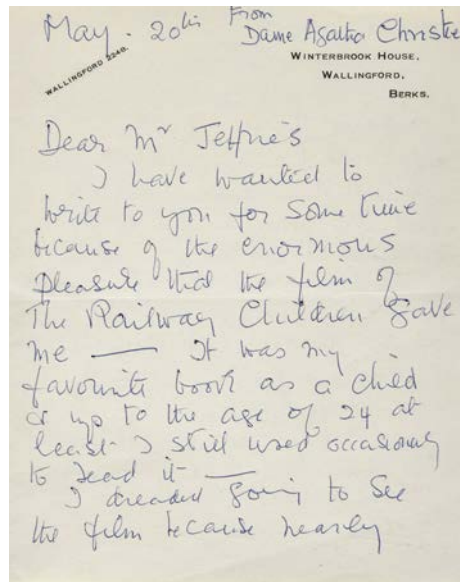 May. 20th From
Dame Agatha Christie
WALLINGFORD 2248.
WINTERBROOK HOUSE,
WALLINGFORD,
BERKS.
Dear Mr Jeffries
I have wanted to
write to you for some time
because of the enormous
pleasure that the film of
The Railway Children gave
me — It was my
favourite book as a child
or up to the age of 24 at
least I still used occasionally
to read it —
I dreaded going to see
the film because nearly